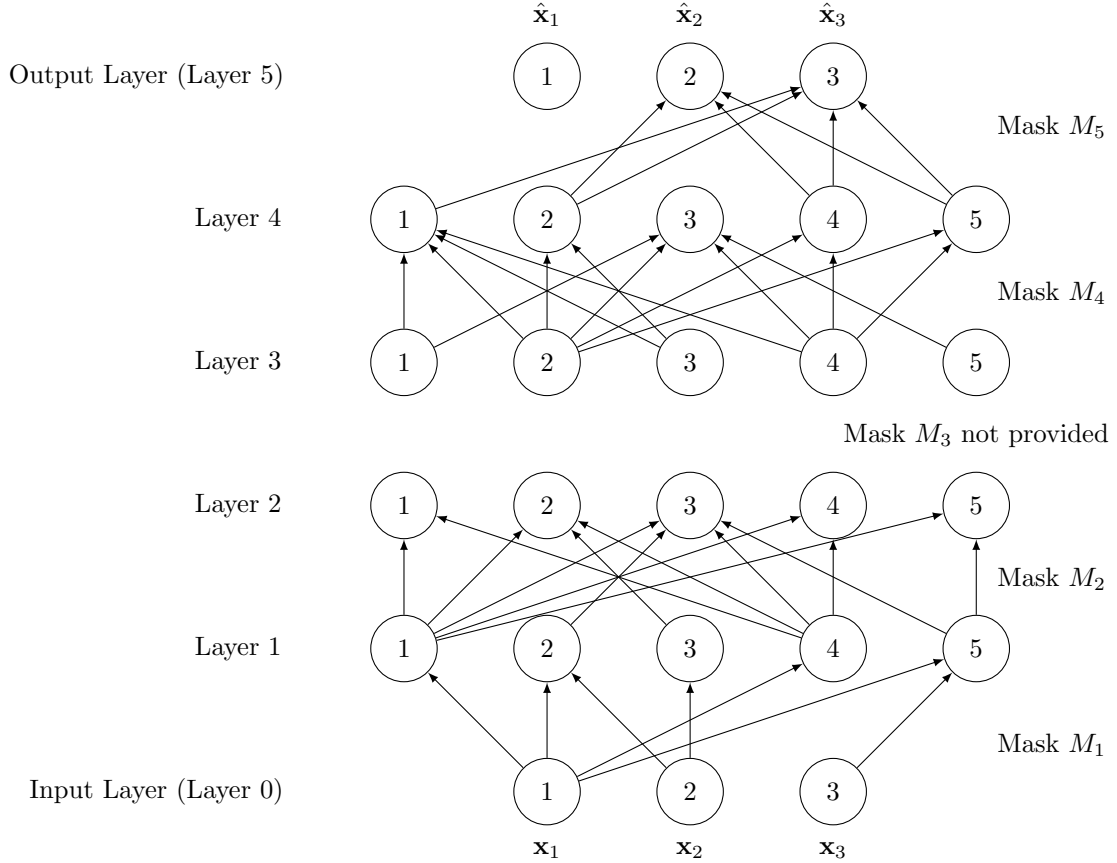 x̂₁ x̂₂ x̂₃
Output Layer (Layer 5) 1 2 3
Mask M₅
Layer 4 1 2 3 4 5
Mask M₄
Layer 3 1 2 3 4 5
Mask M₃ not provided
Layer 2 1 2 3 4 5
Mask M₂
Layer 1 1 2 3 4 5
Mask M₁
Input Layer (Layer 0) 1 2 3
x₁ x₂ x₃